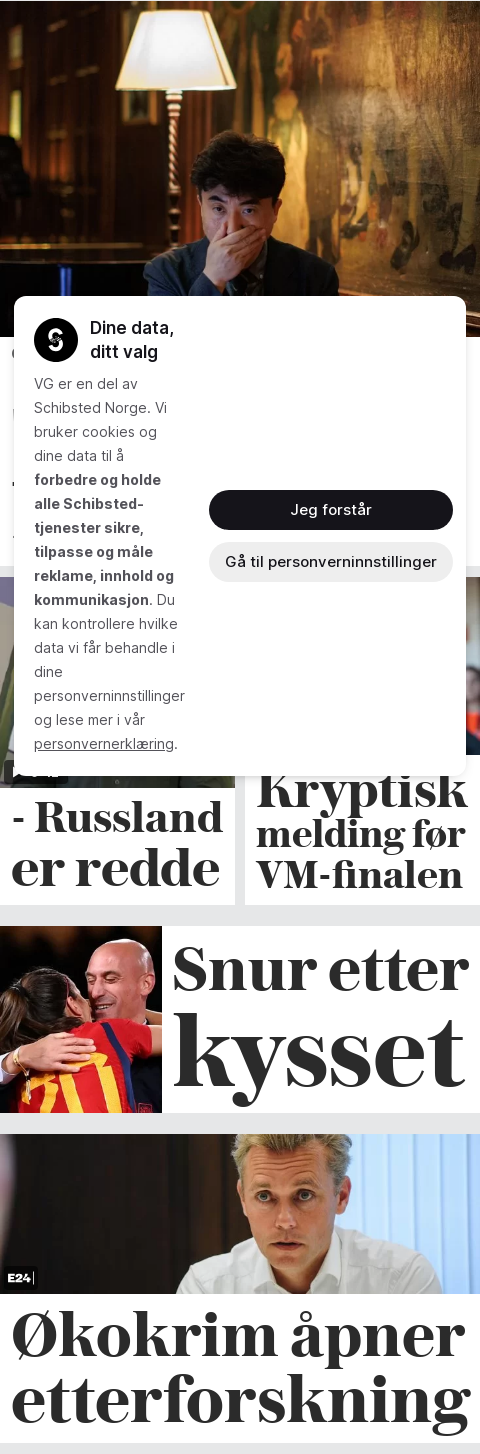 Dine data,
ditt valg
VG er en del av
Schibsted Norge. Vi
bruker cookies og
dine data til å
forbedre og holde
alle Schibsted-
tjenester sikre,
tilpasse og måle
reklame, innhold og
kommunikasjon. Du
kan kontrollere hvilke
data vi får behandle i
dine
personverninnstillinger
og lese mer i vår
personvernerklæring.
Jeg forstår
Gå til personverninnstillinger
- Russland
er redde
Kryptisk
melding før
VM-finalen
Snur etter
kysset
E24
Økokrim åpner
etterforskning